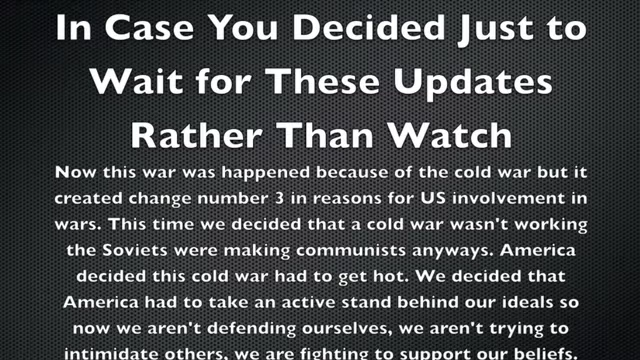 In Case You Decided Just to
Wait for These Updates
Rather Than Watch
Now this war was happened because of the cold war but it
created change number 3 in reasons for US involvement in
wars. This time we decided that a cold war wasn't working
the Soviets were making communists anyways. America
decided this cold war had to get hot. We decided that
America had to take an active stand behind our ideals so
now we aren't defending ourselves, we aren't trying to
intimidate others, we are fighting to support our beliefs.